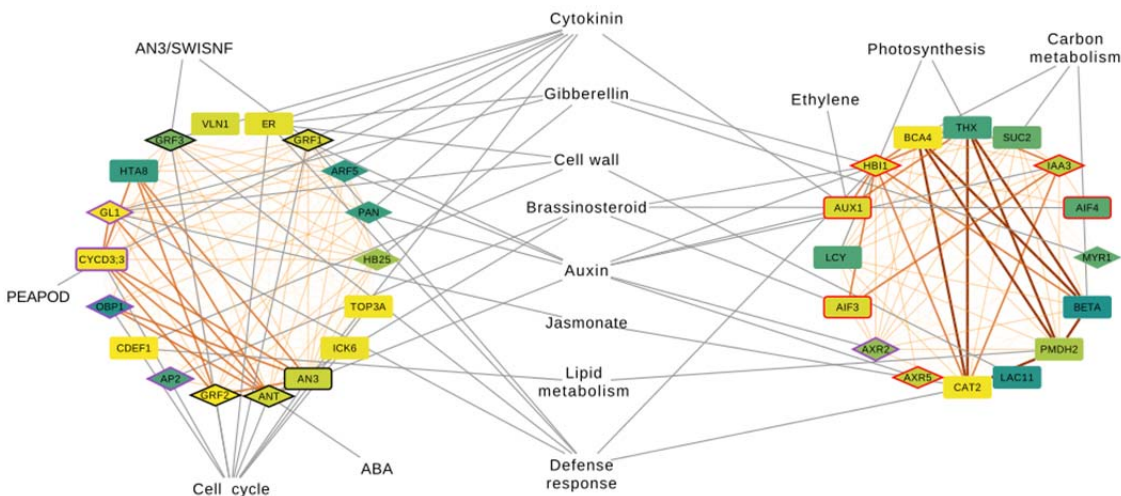 Cytokinin
AN3/SWISNF
Photosynthesis
Carbon
metabolism
Gibberellin
Ethylene
VLN1
ER
GRF3
GRF1
BCA4
THX
SUC2
Cell wall
HTA8
ARF5
HBI1
IAA3
GL1
PAN
Brassinosteroid
AUX1
AIF4
CYCD3;3
HB25
LCY
MYR1
Auxin
PEAPOD
OBP1
TOP3A
AIF3
BETA
Jasmonate
CDEF1
ICK6
AXR2
PMDH2
AP2
AN3
Lipid
metabolism
AXR5
LAC11
GRF2
ANT
CAT2
ABA
Cell cycle
Defense
response